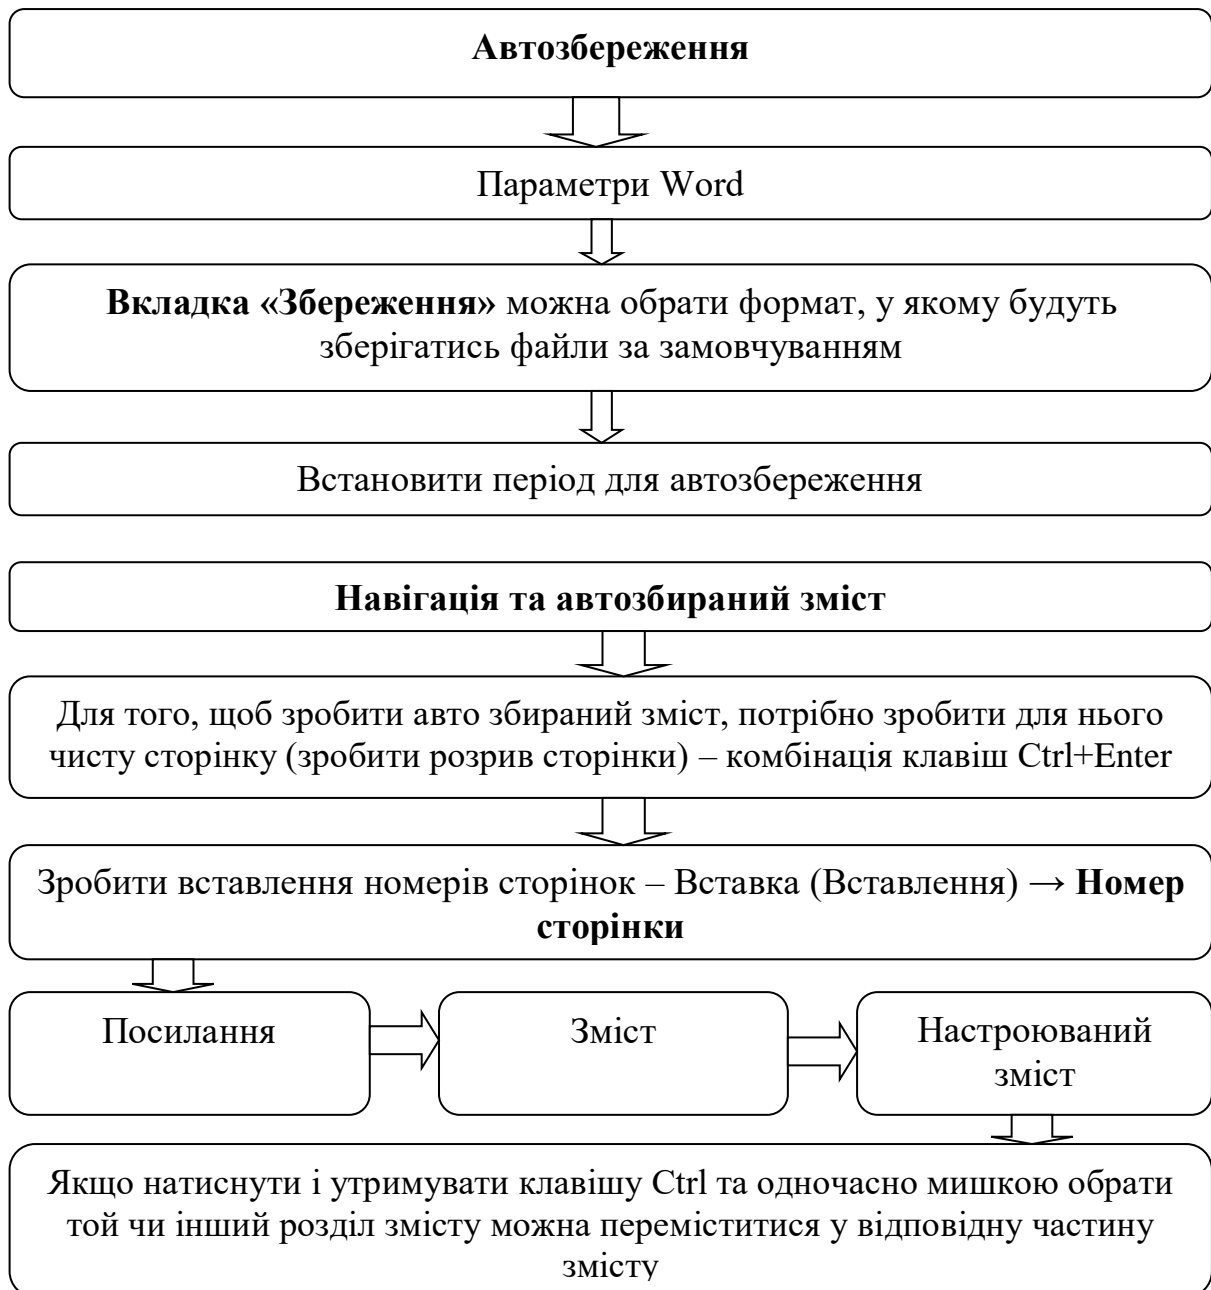 Автозбереження
Параметри Word
Вкладка «Збереження» можна обрати формат, у якому будуть
зберігатись файли за замовчуванням
Встановити період для автозбереження
Навігація та автозбираний зміст
Для того, щоб зробити авто збираний зміст, потрібно зробити для нього
чисту сторінку (зробити розрив сторінки) – комбінація клавіш Ctrl+Enter
Зробити вставлення номерів сторінок – Вставка (Вставлення) → Номер
сторінки
Посилання
Зміст
Настроюваний
зміст
Якщо натиснути і утримувати клавішу Ctrl та одночасно мишкою обрати
той чи інший розділ змісту можна переміститися у відповідну частину
змісту